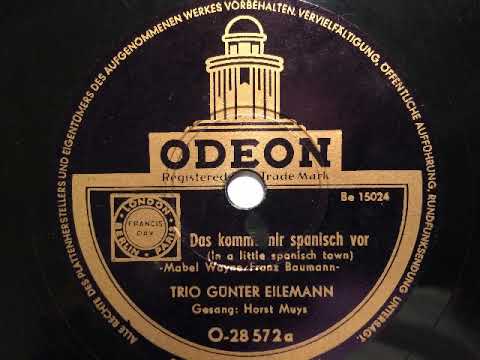 ALLE RECHTE DES PLATTENHERSTELLERS UND EIGENTÜMERS DES AUFGENOMMENEN WERKES VORBEHALTEN. VERVIELFÄLTIGUNG, ÖFFENTLICHE AUFFÜHRUNG, RUNDFUNKSENDUNG UNTERSAGT.
ODEON
Registered Trade Mark
Be 15024
LONDON
FRANCIS
DAY
BERLIN
PARIS
Das kommt mir spanisch vor
(In a little spanisch town)
-Mabel Wayne/Franz Baumann-
TRIO GÜNTER EILEMANN
Gesang: Horst Muys
O-28 572a